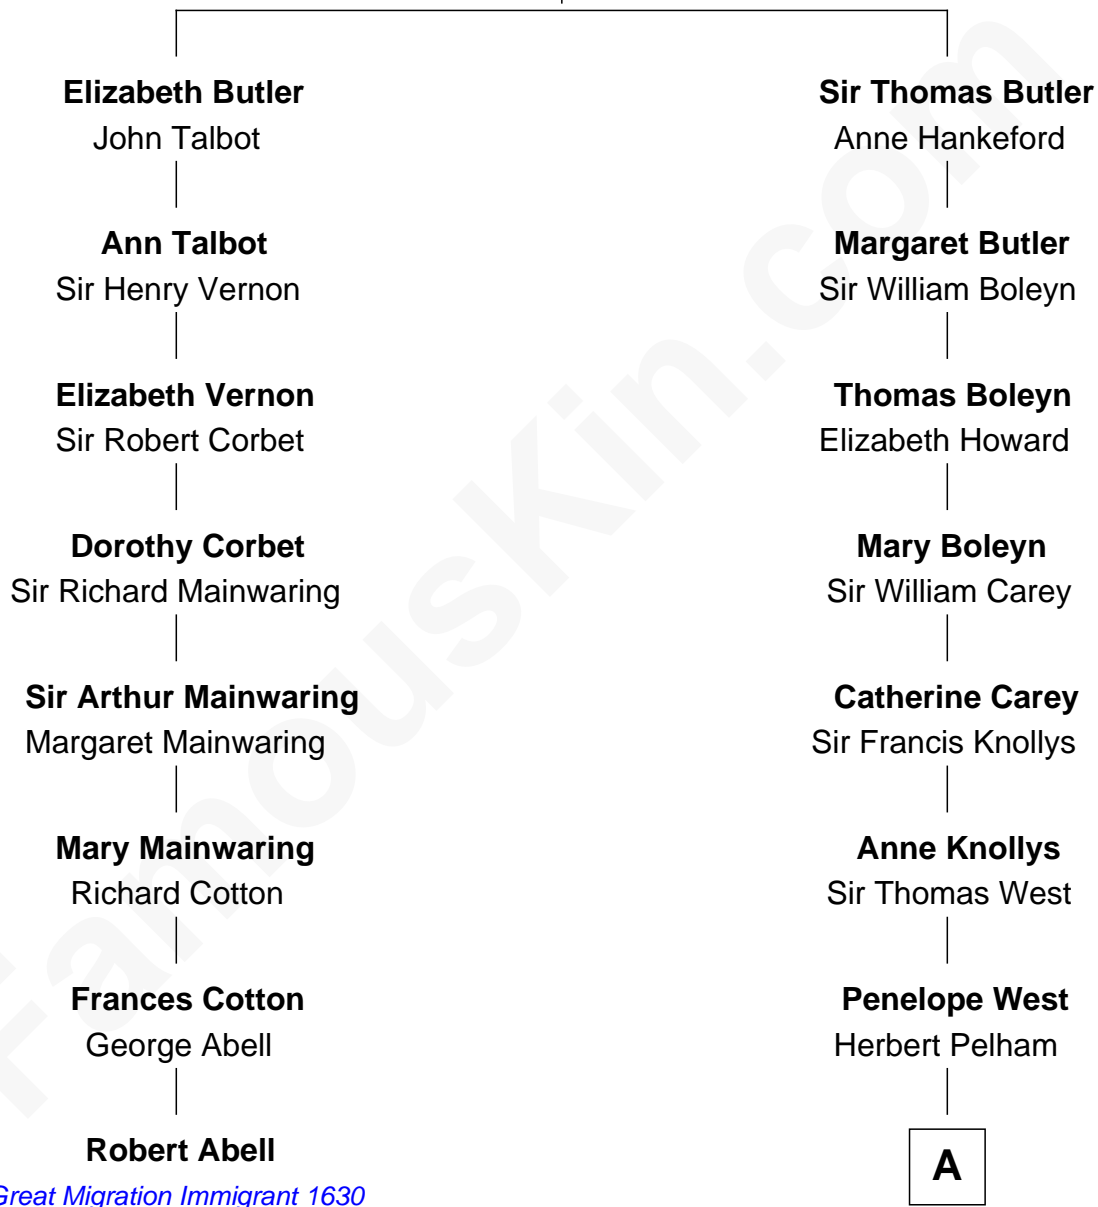 Elizabeth Butler
John Talbot
Ann Talbot
Sir Henry Vernon
Elizabeth Vernon
Sir Robert Corbet
Dorothy Corbet
Sir Richard Mainwaring
Sir Arthur Mainwaring
Margaret Mainwaring
Mary Mainwaring
Richard Cotton
Frances Cotton
George Abell
Robert Abell
Great Migration Immigrant 1630
Sir Thomas Butler
Anne Hankeford
Margaret Butler
Sir William Boleyn
Thomas Boleyn
Elizabeth Howard
Mary Boleyn
Sir William Carey
Catherine Carey
Sir Francis Knollys
Anne Knollys
Sir Thomas West
Penelope West
Herbert Pelham
A
FamousKin.com